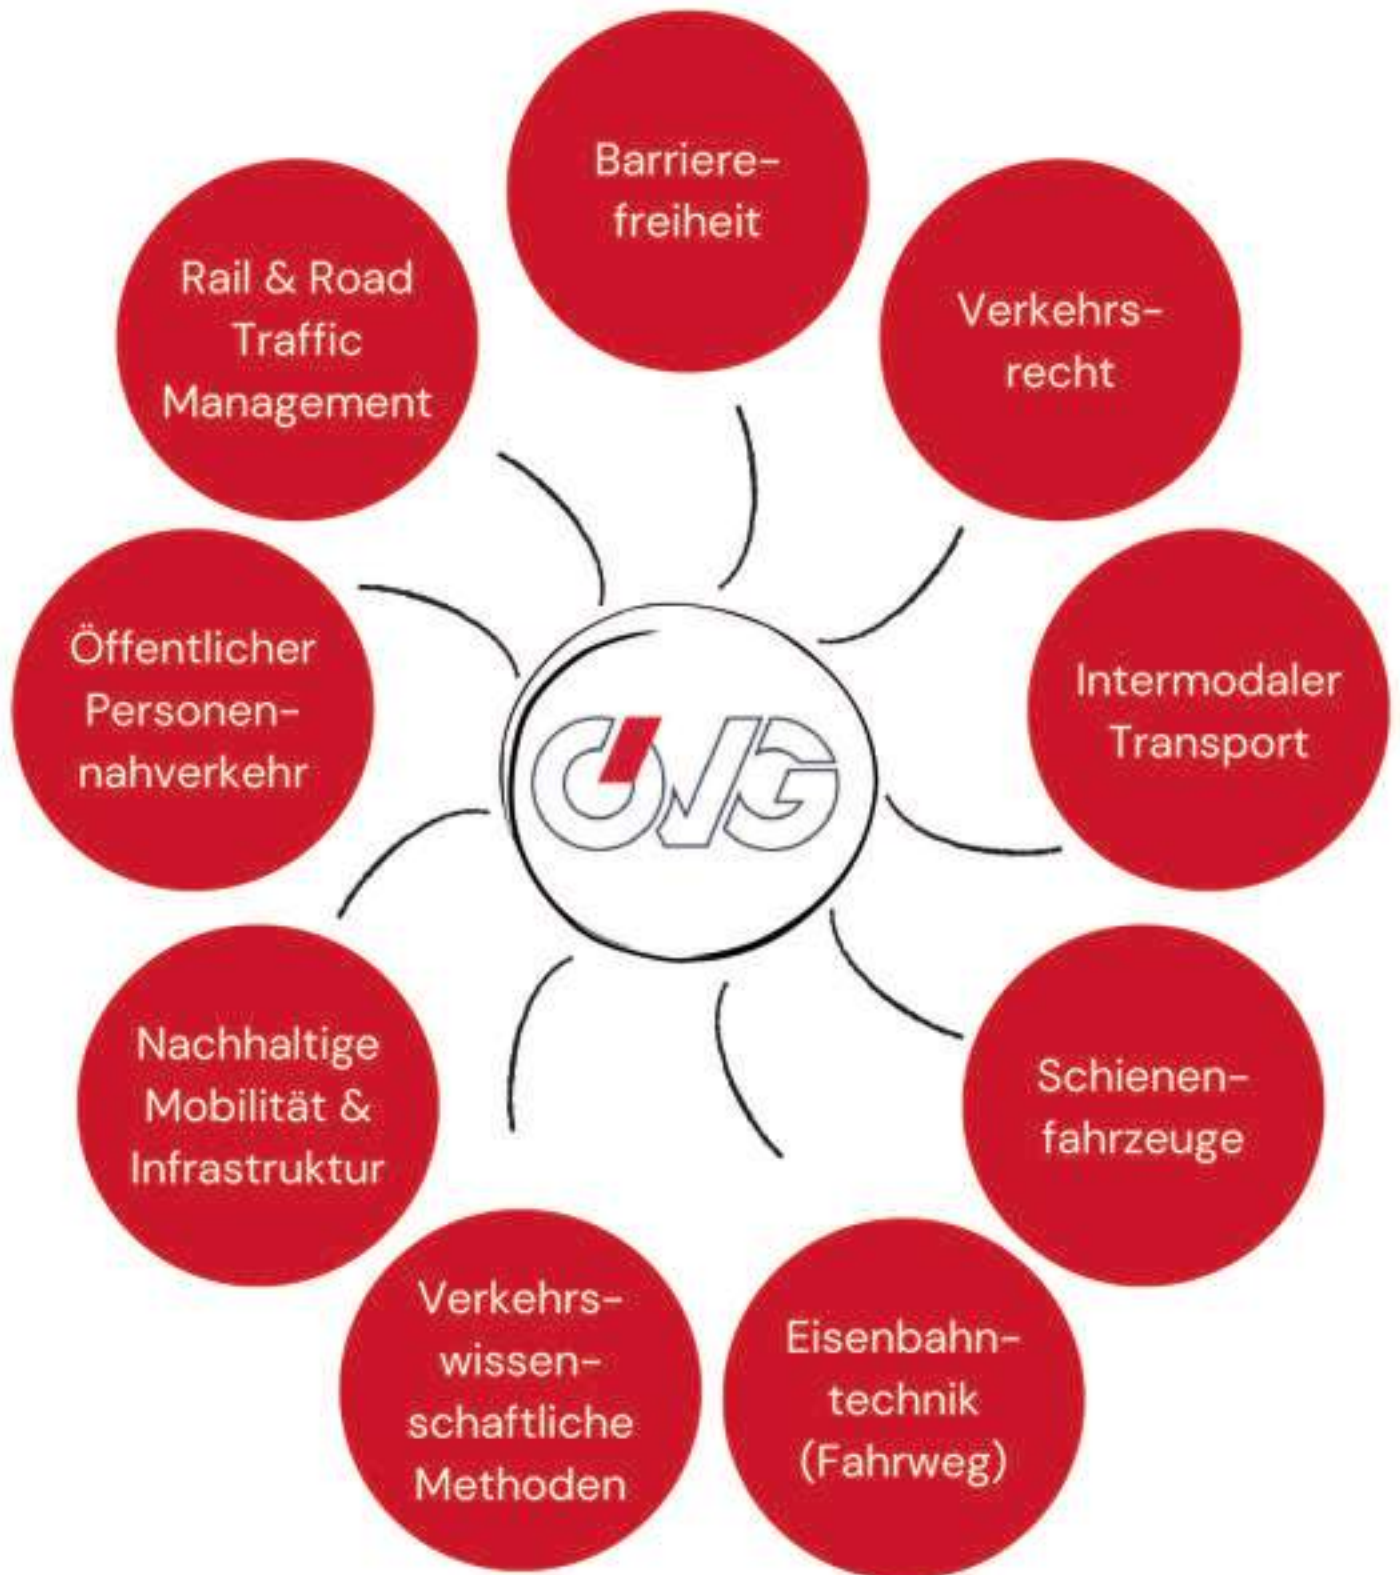 Barriere-
freiheit
Verkehrs-
recht
Intermodaler
Transport
Schienen-
fahrzeuge
Eisenbahn-
technik
(Fahrweg)
Verkehrs-
wissen-
schaftliche
Methoden
Nachhaltige
Mobilität &
Infrastruktur
Öffentlicher
Personen-
nahverkehr
Rail & Road
Traffic
Management
ÖVG